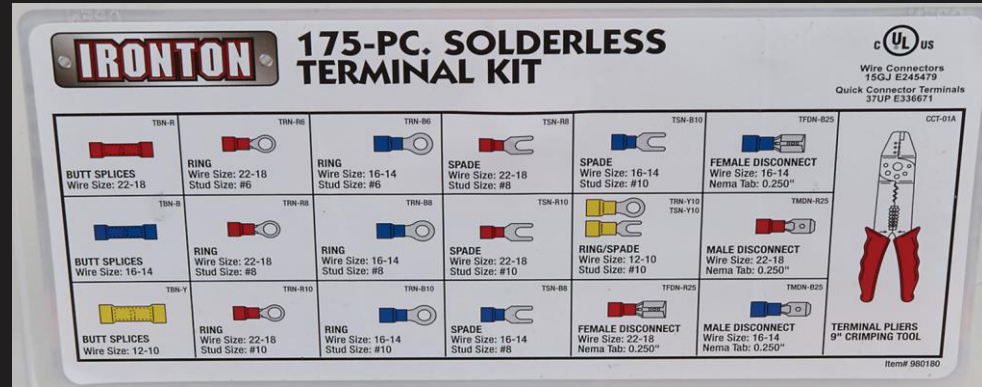 IRONTON
175-PC. SOLDERLESS
TERMINAL KIT
C UL US
Wire Connectors
15GJ E245479
Quick Connector Terminals
37UP E336671
TBN-R
BUTT SPLICES
Wire Size: 22-18
TRN-R6
RING
Wire Size: 22-18
Stud Size: #6
TRN-B6
RING
Wire Size: 16-14
Stud Size: #6
TSN-R8
SPADE
Wire Size: 22-18
Stud Size: #8
TSN-B10
SPADE
Wire Size: 16-14
Stud Size: #10
TFDN-B25
FEMALE DISCONNECT
Wire Size: 16-14
Nema Tab: 0.250"
CCT-01A
TBN-B
BUTT SPLICES
Wire Size: 16-14
TRN-R8
RING
Wire Size: 22-18
Stud Size: #8
TRN-B8
RING
Wire Size: 16-14
Stud Size: #8
TSN-R10
SPADE
Wire Size: 22-18
Stud Size: #10
TRN-Y10
TSN-Y10
RING/SPADE
Wire Size: 12-10
Stud Size: #10
TMDN-R25
MALE DISCONNECT
Wire Size: 22-18
Nema Tab: 0.250"
TBN-Y
BUTT SPLICES
Wire Size: 12-10
TRN-R10
RING
Wire Size: 22-18
Stud Size: #10
TRN-B10
RING
Wire Size: 16-14
Stud Size: #10
TSN-B8
SPADE
Wire Size: 16-14
Stud Size: #8
TFDN-R25
FEMALE DISCONNECT
Wire Size: 22-18
Nema Tab: 0.250"
TMDN-B25
MALE DISCONNECT
Wire Size: 16-14
Nema Tab: 0.250"
TERMINAL PLIERS
9" CRIMPING TOOL
Item# 980180